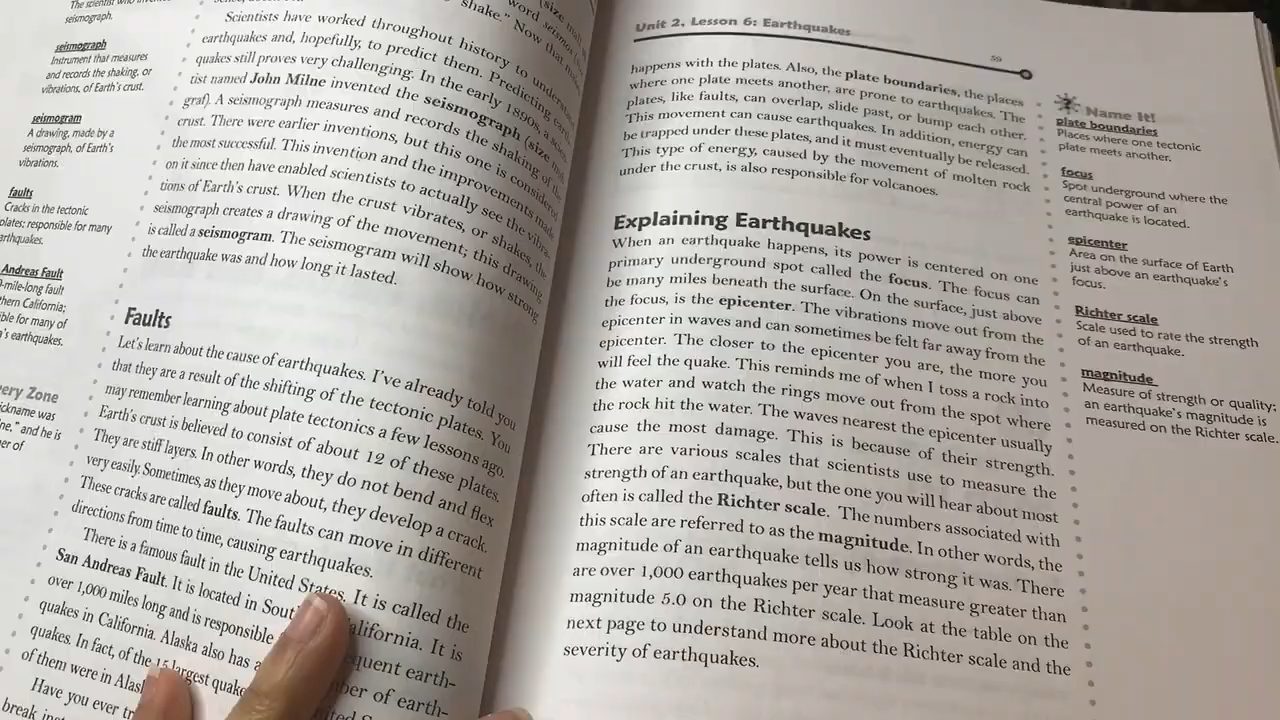 The scientist who
seismograph.
seismograph
Instrument that measures
and records the shaking, or
vibrations, of Earth's crust.
seismogram
A drawing, made by a
seismograph, of Earth's
vibrations.
faults
Cracks in the tectonic
plates; responsible for many
Andreas Fault
-mile-long fault
California;
for many of
earthquakes.
Zone
nickname was
and he is
of
word
shake." Now that
Scientists have worked throughout history to understand
earthquakes and, hopefully, to predict them. Predicting
quakes still proves very challenging. In the early 1890s, a
tist named John Milne invented the seismograph (size
graf). A seismograph measures and records the shaking of the
crust. There were earlier inventions, but this one is considered
the most successful. This invention and the improvements made
on it since then have enabled scientists to actually see the vibra-
tions of Earth's crust. When the crust vibrates, or shakes, the
seismograph creates a drawing of the movement; this drawing
is called a seismogram. The seismogram will show how strong
the earthquake was and how long it lasted.
Faults
Let's learn about the cause of earthquakes. I've already told you
that they are a result of the shifting of the tectonic plates. You
may remember learning about plate tectonics a few lessons ago.
Earth's crust is believed to consist of about 12 of these plates.
They are stiff layers. In other words, they do not bend and flex
very easily. Sometimes, as they move about, they develop a crack.
These cracks are called faults. The faults can move in different
directions from time to time, causing earthquakes.
There is a famous fault in the United States. It is called the
San Andreas Fault. It is located in California. It is
over 1,000 miles long and is responsible earth-
quakes in California. Alaska also has a of earth-
quakes. In fact, of the 15 largest
of them were in
Have you ever
break
Unit 2, Lesson 6: Earthquakes
59
happens with the plates. Also, the plate boundaries, the places
where one plate meets another, are prone to earthquakes. The
plates, like faults, can overlap, slide past, or bump each other.
This movement can cause earthquakes. In addition, energy can
be trapped under these plates, and it must eventually be released.
This type of energy, caused by the movement of molten rock
under the crust, is also responsible for volcanoes.
Explaining Earthquakes
When an earthquake happens, its power is centered on one
primary underground spot called the focus. The focus can
be many miles beneath the surface. On the surface, just above
the focus, is the epicenter. The vibrations move out from the
epicenter in waves and can sometimes be felt far away from the
epicenter. The closer to the epicenter you are, the more you
will feel the quake. This reminds me of when I toss a rock into
the water and watch the rings move out from the spot where
the rock hit the water. The waves nearest the epicenter usually
cause the most damage. This is because of their strength.
There are various scales that scientists use to measure the
strength of an earthquake, but the one you will hear about most
often is called the Richter scale. The numbers associated with
this scale are referred to as the magnitude. In other words, the
magnitude of an earthquake tells us how strong it was. There
are over 1,000 earthquakes per year that measure greater than
magnitude 5.0 on the Richter scale. Look at the table on the
next page to understand more about the Richter scale and the
severity of earthquakes.
Name It!
plate boundaries
Places where one tectonic
plate meets another.
focus
Spot underground where the
central power of an
earthquake is located.
epicenter
Area on the surface of Earth
just above an earthquake's
focus.
Richter scale
Scale used to rate the strength
of an earthquake.
magnitude
Measure of strength or quality;
an earthquake's magnitude is
measured on the Richter scale.